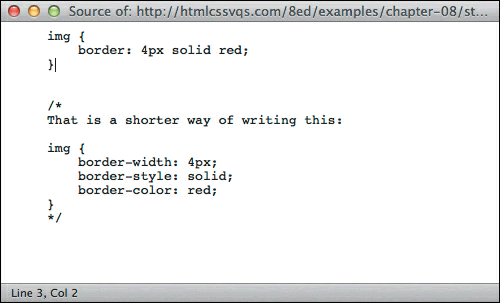 Source of: http://htmlcssvqs.com/8ed/examples/chapter-08/st...
img {
    border: 4px solid red;
}
/*
That is a shorter way of writing this:
img {
    border-width: 4px;
    border-style: solid;
    border-color: red;
}
*/
Line 3, Col 2